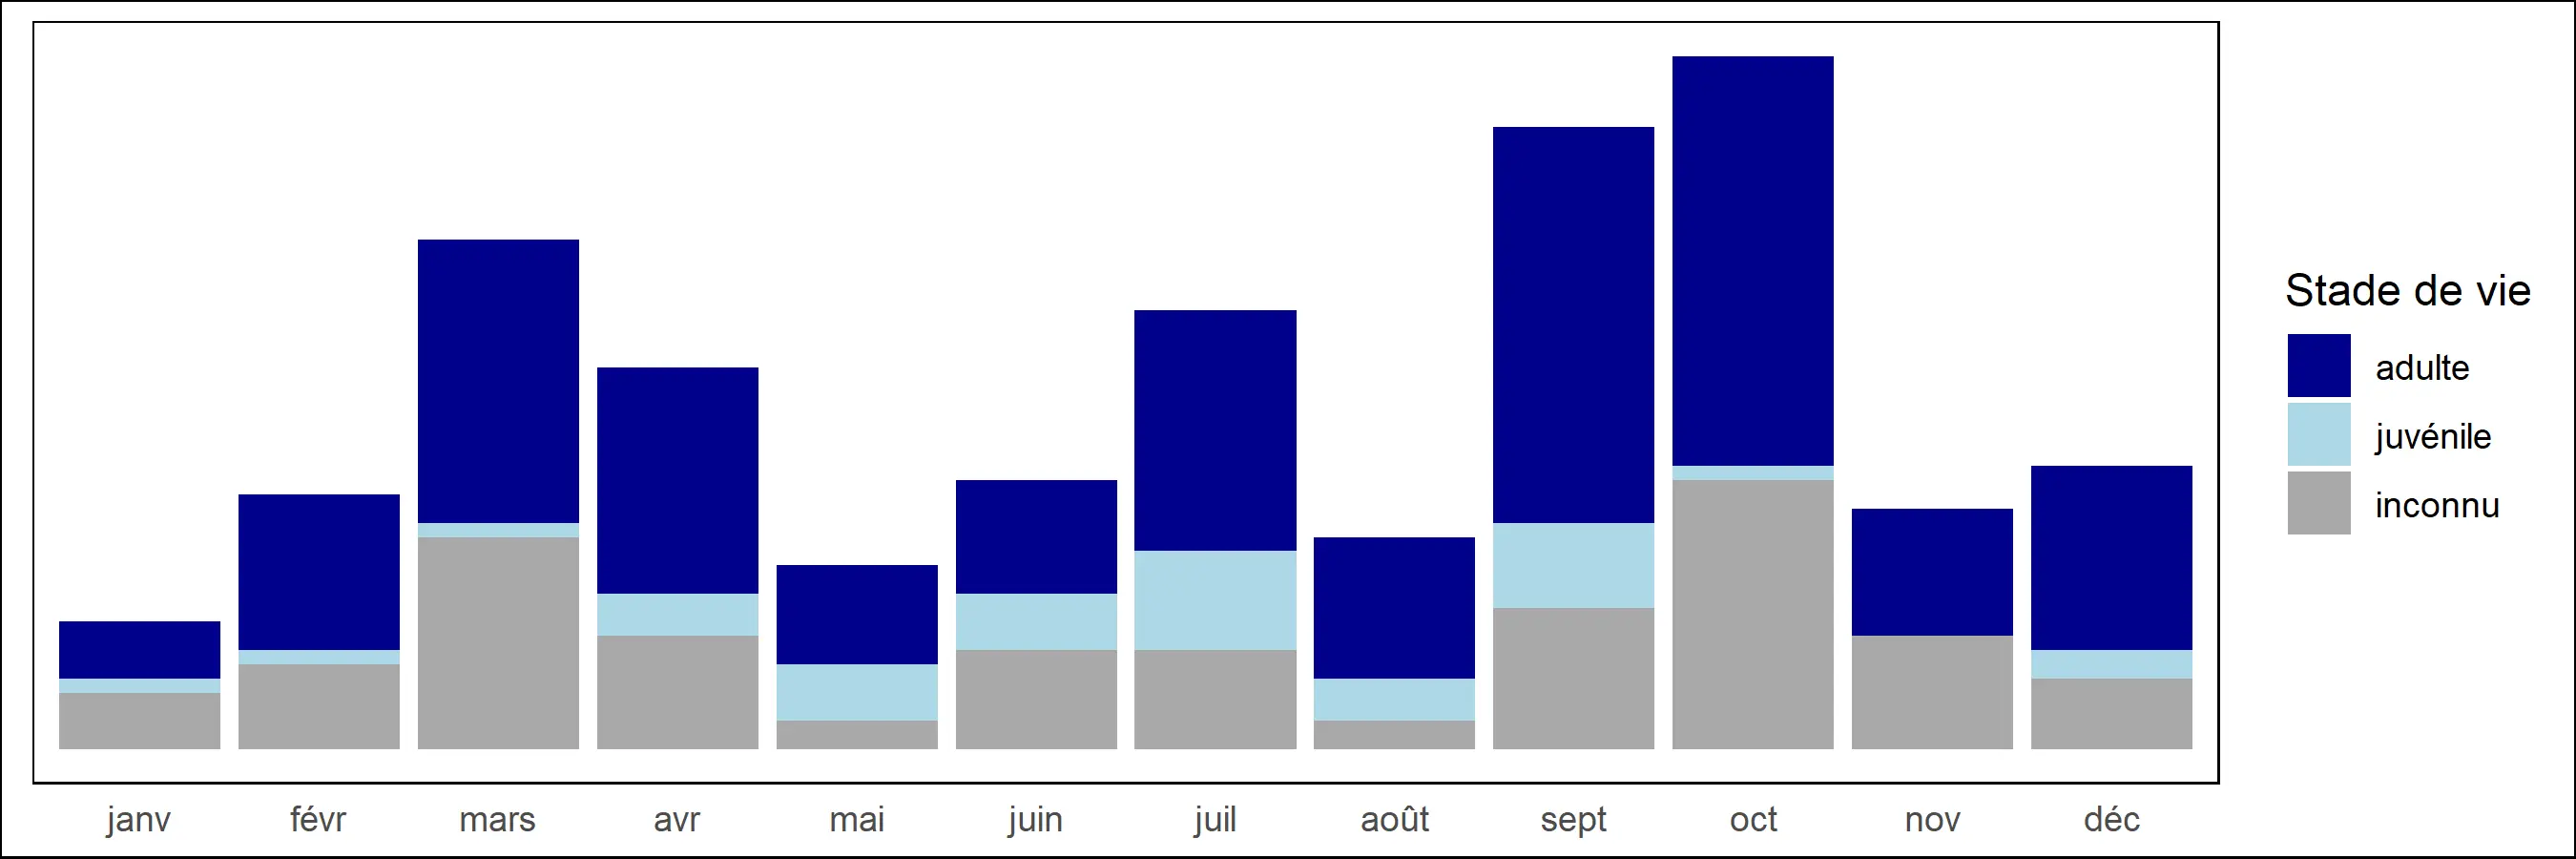 Stade de vie
adulte
juvénile
inconnu
janv févr mars avr mai juin juil août sept oct nov déc